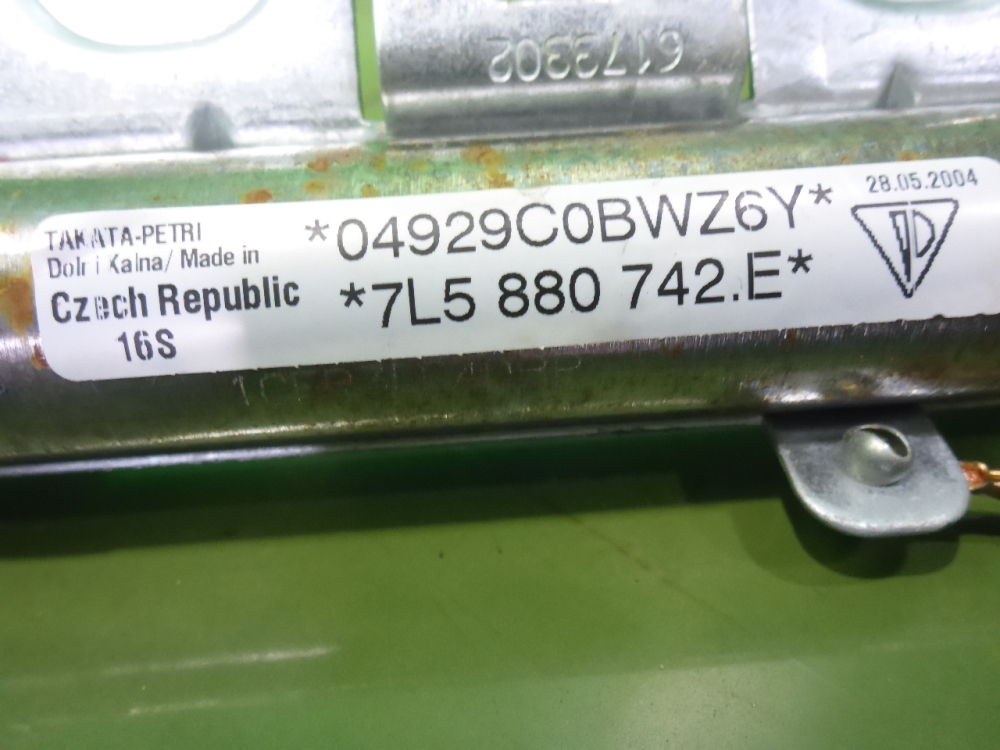 6173302
28.05.2004
TAKATA-PETRI
*04929C0BWZ6Y*
Dolni Kalna/ Made in
Czech Republic
*7L5 880 742.E*
16S